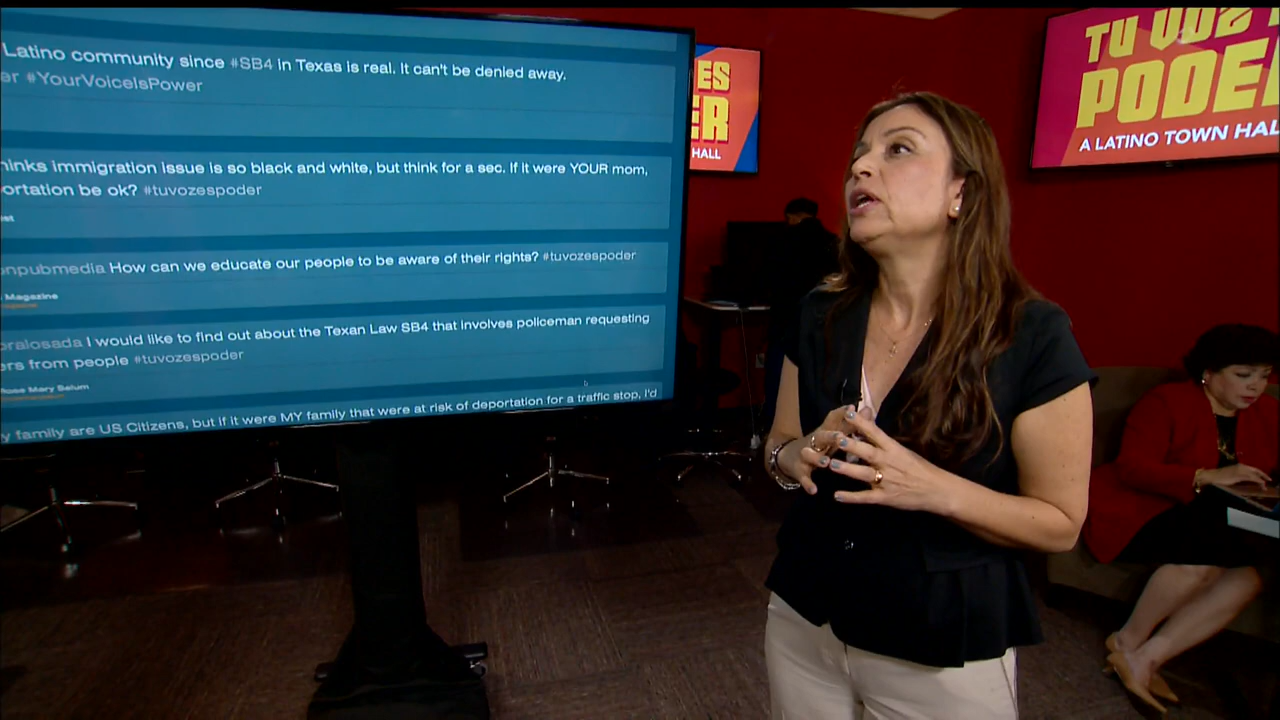 Latino community since #SB4 in Texas is real. It can't be denied away.
er #YourVoiceIsPower
hinks immigration issue is so black and white, but think for a sec. If it were YOUR mom,
portation be ok? #tuvozespoder
onpubmedia How can we educate our people to be aware of their rights? #tuvozespoder
Magazine
oralosada I would like to find out about the Texan Law SB4 that involves policeman requesting
ers from people #tuvozespoder
Rose Mary Salum
y family are US Citizens, but if it were MY family that were at risk of deportation for a traffic stop, I'd
ES
ER
HALL
TU VOZ
PODE
A LATINO TOWN HAL